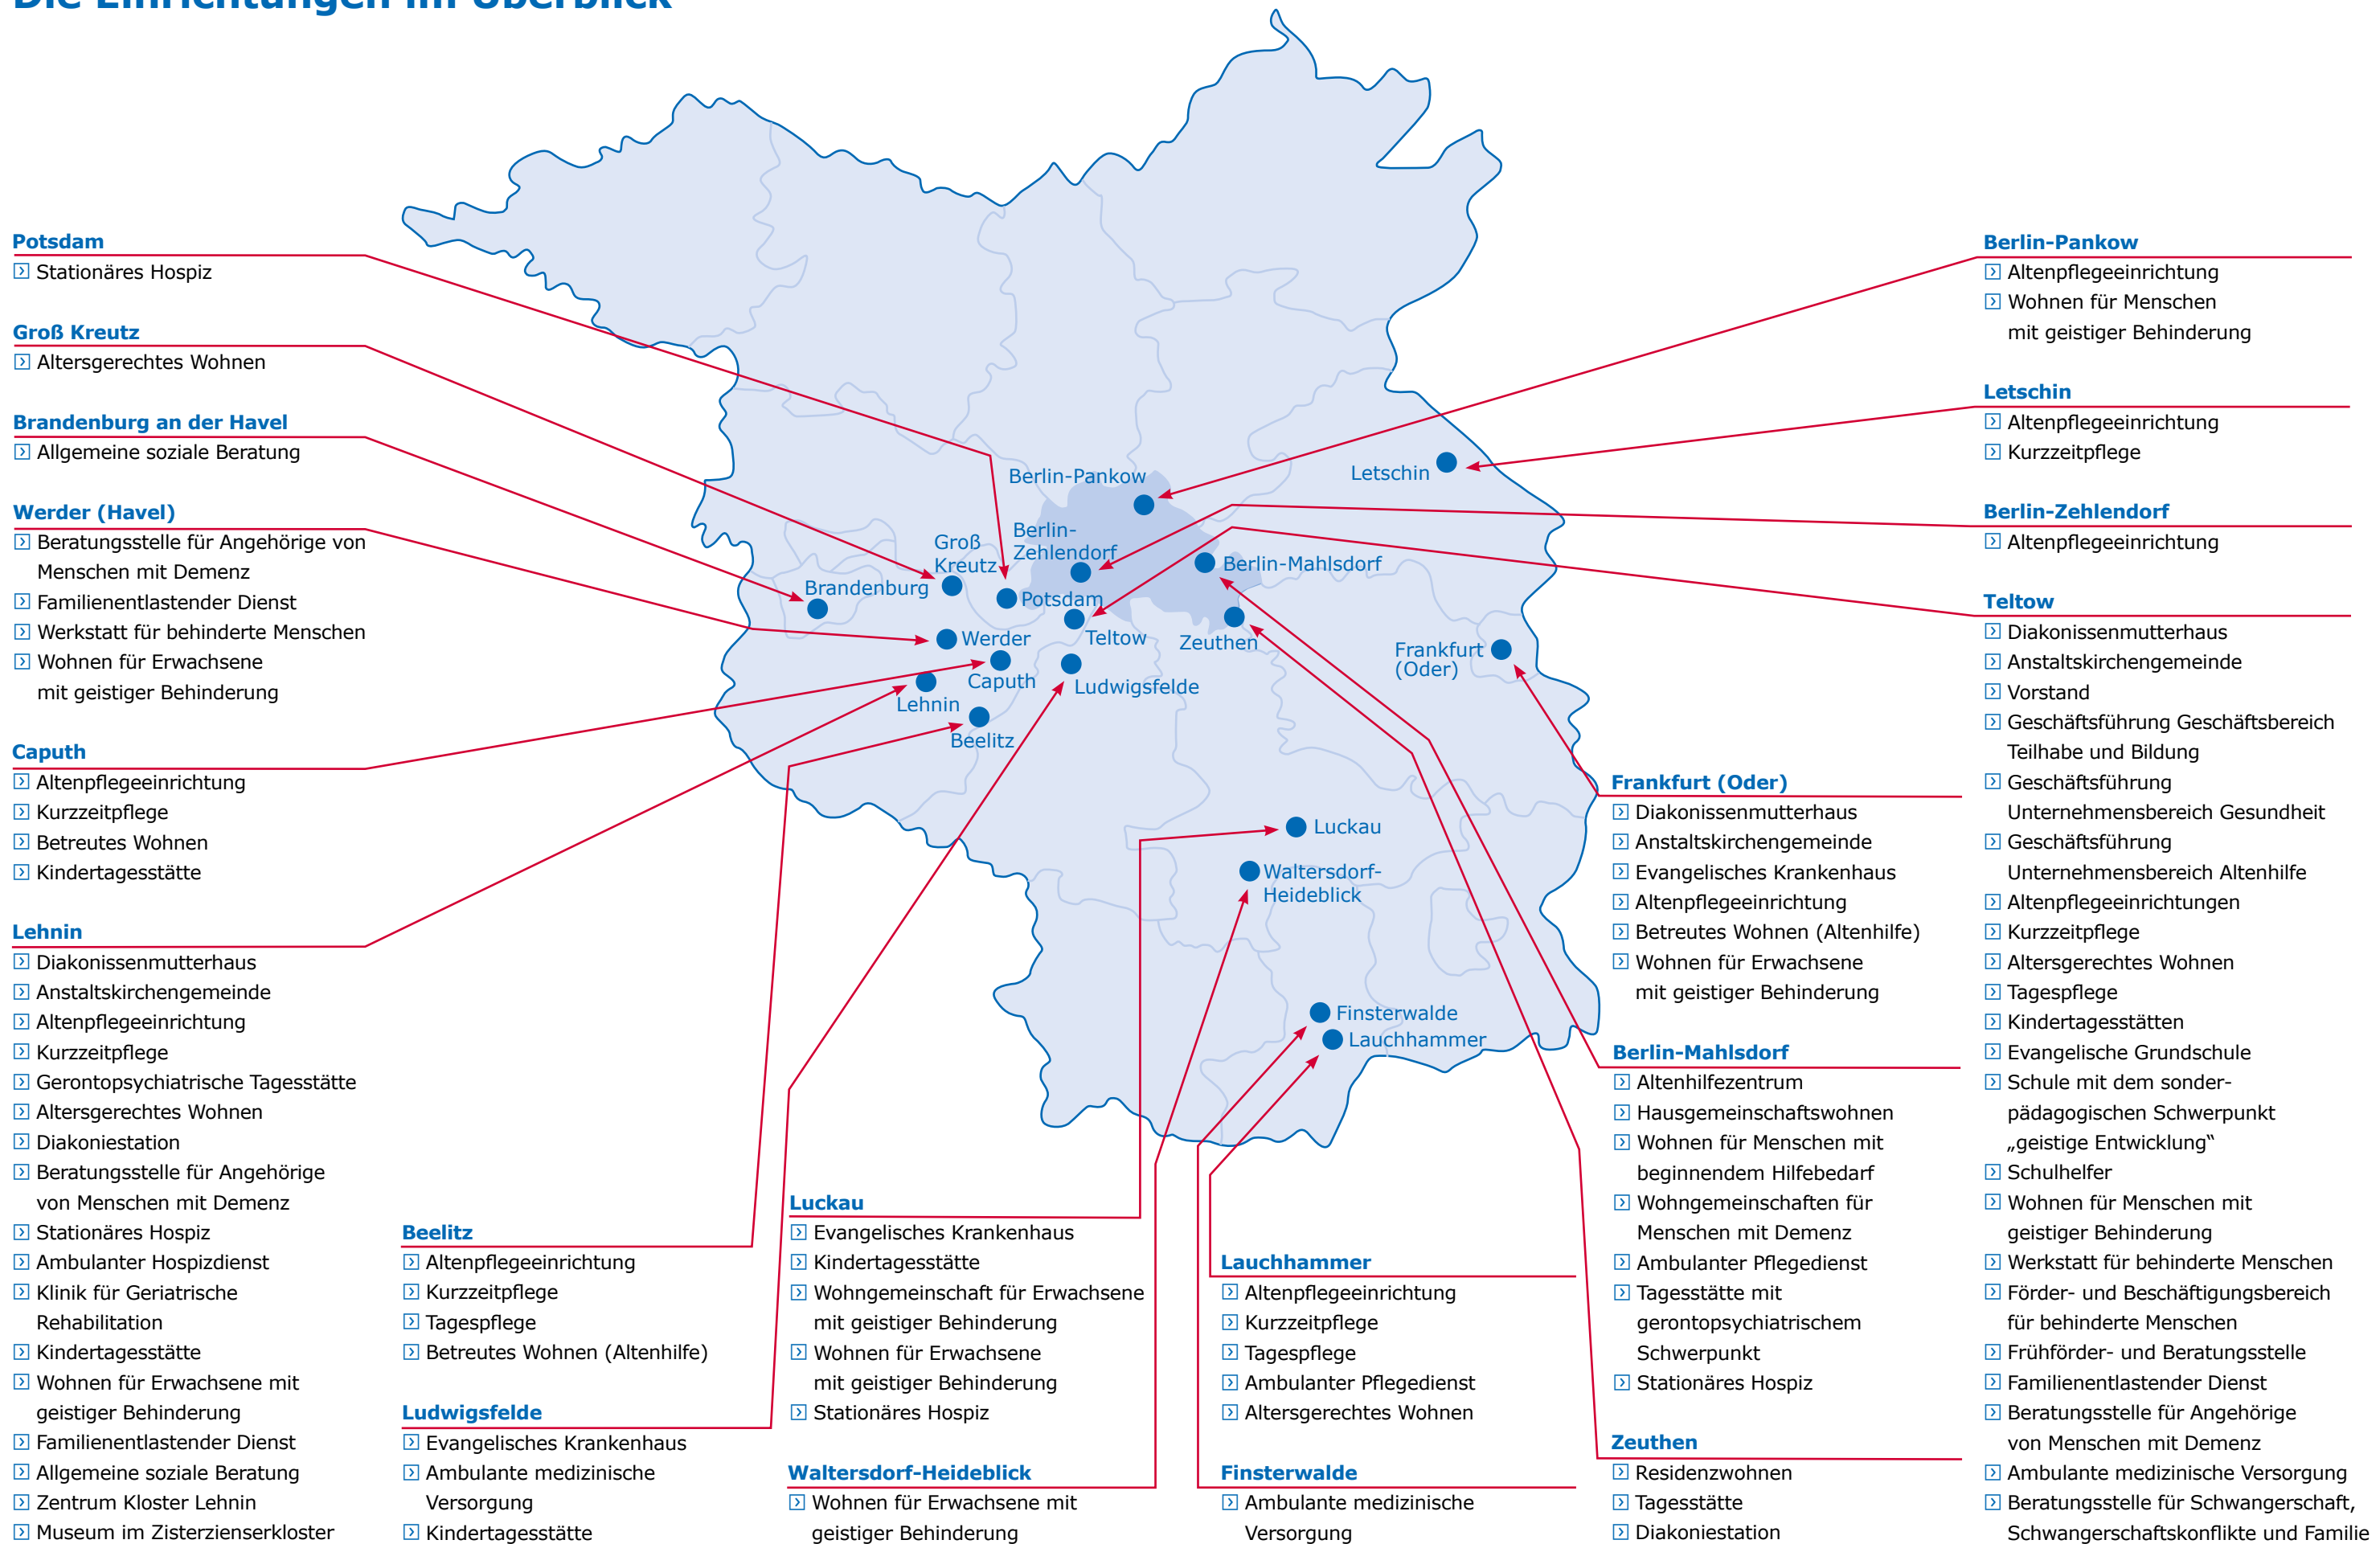 Die Einrichtungen im Überblick
Potsdam
Stationäres Hospiz
Groß Kreutz
Altersgerechtes Wohnen
Brandenburg an der Havel
Allgemeine soziale Beratung
Werder (Havel)
Beratungsstelle für Angehörige von
Menschen mit Demenz
Familienentlastender Dienst
Werkstatt für behinderte Menschen
Wohnen für Erwachsene
mit geistiger Behinderung
Caputh
Altenpflegeeinrichtung
Kurzzeitpflege
Betreutes Wohnen
Kindertagesstätte
Lehnin
Diakonissenmutterhaus
Anstaltskirchengemeinde
Altenpflegeeinrichtung
Kurzzeitpflege
Gerontopsychiatrische Tagesstätte
Altersgerechtes Wohnen
Diakoniestation
Beratungsstelle für Angehörige
von Menschen mit Demenz
Stationäres Hospiz
Ambulanter Hospizdienst
Klinik für Geriatrische
Rehabilitation
Kindertagesstätte
Wohnen für Erwachsene mit
geistiger Behinderung
Familienentlastender Dienst
Allgemeine soziale Beratung
Zentrum Kloster Lehnin
Museum im Zisterzienserkloster
Beelitz
Altenpflegeeinrichtung
Kurzzeitpflege
Tagespflege
Betreutes Wohnen (Altenhilfe)
Ludwigsfelde
Evangelisches Krankenhaus
Ambulante medizinische
Versorgung
Kindertagesstätte
Berlin-Pankow
Letschin
Berlin-
Zehlendorf
Groß
Kreutz
Berlin-Mahlsdorf
Brandenburg
Potsdam
Teltow
Zeuthen
Werder
Frankfurt
(Oder)
Caputh
Ludwigsfelde
Lehnin
Beelitz
Luckau
Waltersdorf-
Heideblick
Finsterwalde
Lauchhammer
Luckau
Evangelisches Krankenhaus
Kindertagesstätte
Wohngemeinschaft für Erwachsene
mit geistiger Behinderung
Wohnen für Erwachsene
mit geistiger Behinderung
Stationäres Hospiz
Waltersdorf-Heideblick
Wohnen für Erwachsene mit
geistiger Behinderung
Lauchhammer
Altenpflegeeinrichtung
Kurzzeitpflege
Tagespflege
Ambulanter Pflegedienst
Altersgerechtes Wohnen
Finsterwalde
Ambulante medizinische
Versorgung
Frankfurt (Oder)
Diakonissenmutterhaus
Anstaltskirchengemeinde
Evangelisches Krankenhaus
Altenpflegeeinrichtung
Betreutes Wohnen (Altenhilfe)
Wohnen für Erwachsene
mit geistiger Behinderung
Berlin-Mahlsdorf
Altenhilfezentrum
Hausgemeinschaftswohnen
Wohnen für Menschen mit
beginnendem Hilfebedarf
Wohngemeinschaften für
Menschen mit Demenz
Ambulanter Pflegedienst
Tagesstätte mit
gerontopsychiatrischem
Schwerpunkt
Stationäres Hospiz
Zeuthen
Residenzwohnen
Tagesstätte
Diakoniestation
Berlin-Pankow
Altenpflegeeinrichtung
Wohnen für Menschen
mit geistiger Behinderung
Letschin
Altenpflegeeinrichtung
Kurzzeitpflege
Berlin-Zehlendorf
Altenpflegeeinrichtung
Teltow
Diakonissenmutterhaus
Anstaltskirchengemeinde
Vorstand
Geschäftsführung Geschäftsbereich
Teilhabe und Bildung
Geschäftsführung
Unternehmensbereich Gesundheit
Geschäftsführung
Unternehmensbereich Altenhilfe
Altenpflegeeinrichtungen
Kurzzeitpflege
Altersgerechtes Wohnen
Tagespflege
Kindertagesstätten
Evangelische Grundschule
Schule mit dem sonder-
pädagogischen Schwerpunkt
„geistige Entwicklung“
Schulhelfer
Wohnen für Menschen mit
geistiger Behinderung
Werkstatt für behinderte Menschen
Förder- und Beschäftigungsbereich
für behinderte Menschen
Frühförder- und Beratungsstelle
Familienentlastender Dienst
Beratungsstelle für Angehörige
von Menschen mit Demenz
Ambulante medizinische Versorgung
Beratungsstelle für Schwangerschaft,
Schwangerschaftskonflikte und Familie